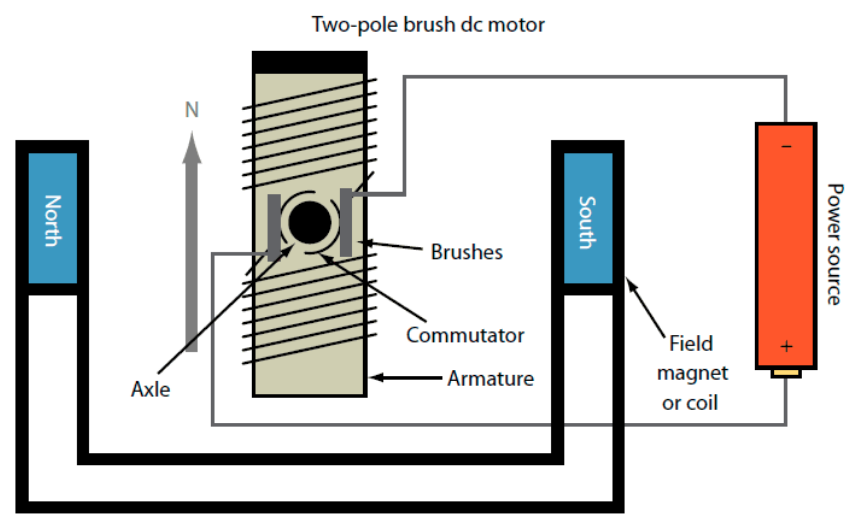 Two-pole brush dc motor
N
North
South
−
+
Power source
Brushes
Commutator
Axle
Armature
Field
magnet
or coil